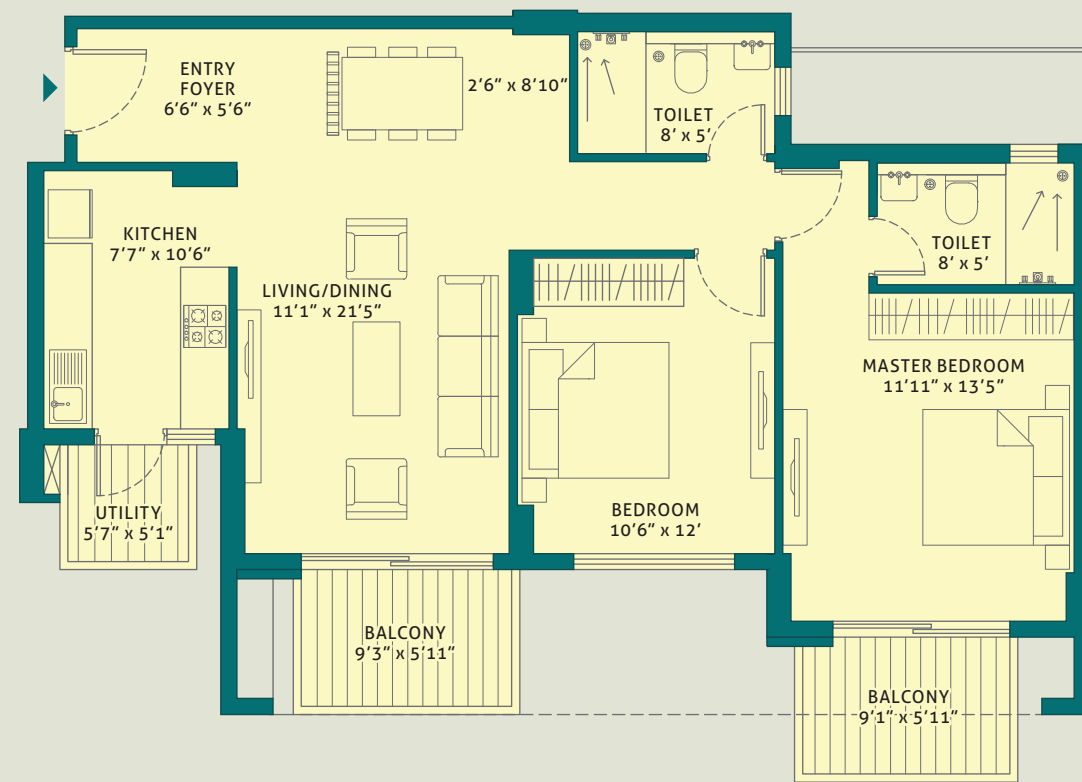 ENTRY
FOYER
6'6" x 5'6"
2'6" x 8'10"
TOILET
8' x 5'
KITCHEN
7'7" x 10'6"
TOILET
8' x 5'
LIVING/DINING
11'1" x 21'5"
MASTER BEDROOM
11'11" x 13'5"
BEDROOM
10'6" x 12'
UTILITY
5'7" x 5'1"
BALCONY
9'3" x 5'11"
BALCONY
9'1" x 5'11"